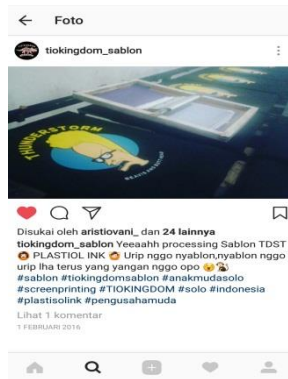 Foto
tiokingdom_sablon
THUNDERSTORM
Disukai oleh aristiovani_ dan 24 lainnya
tiokingdom_sablon Yeeaahh processing Sablon TDST
PLASTIOL INK Urip nggo nyablon,nyablon nggo
urip lha terus yang yangan nggo opo
#sablon #tiokingdomsablon #anakmudasolo
#screenprinting #TIOKINGDOM #solo #indonesia
#plastisolink #pengusahamuda
Lihat 1 komentar
1 FEBRUARI 2016